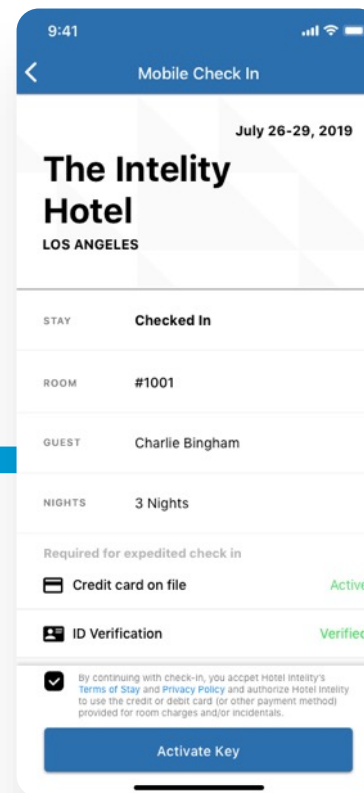 9:41
Mobile Check In
July 26-29, 2019
The Intelity
Hotel
LOS ANGELES
STAY Checked In
ROOM #1001
GUEST Charlie Bingham
NIGHTS 3 Nights
Required for expedited check in
Credit card on file Active
ID Verification Verified
By continuing with check-in, you accpet Hotel Intelity's
Terms of Stay and Privacy Policy and authorize Hotel Intelity
to use the credit or debit card (or other payment method)
provided for room charges and/or incidentals.
Activate Key